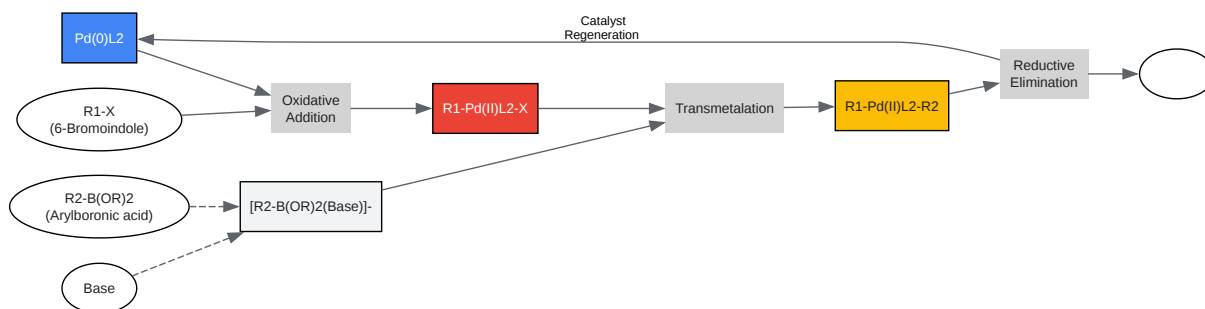 Catalyst
Regeneration
Pd(0)L2
Reductive
Elimination
R1-X
(6-Bromoindole)
Oxidative
Addition
R1-Pd(II)L2-X
Transmetalation
R1-Pd(II)L2-R2
R2-B(OR)2
(Arylboronic acid)
[R2-B(OR)2(Base)]-
Base